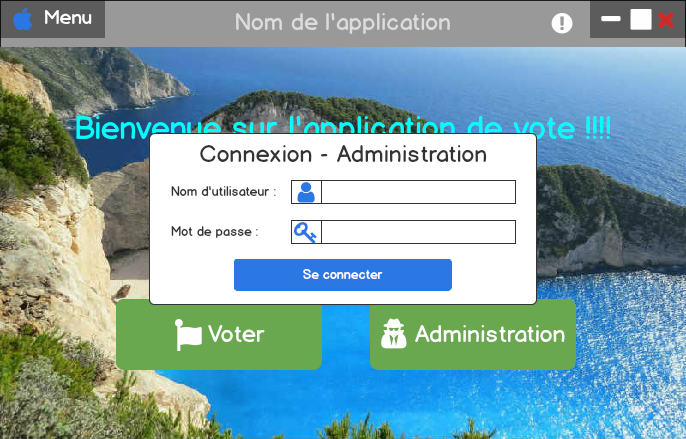 Menu
Nom de l'application
Bienvenue sur l'application de vote !!!!
Connexion - Administration
Nom d'utilisateur :
Mot de passe :
Se connecter
Voter
Administration